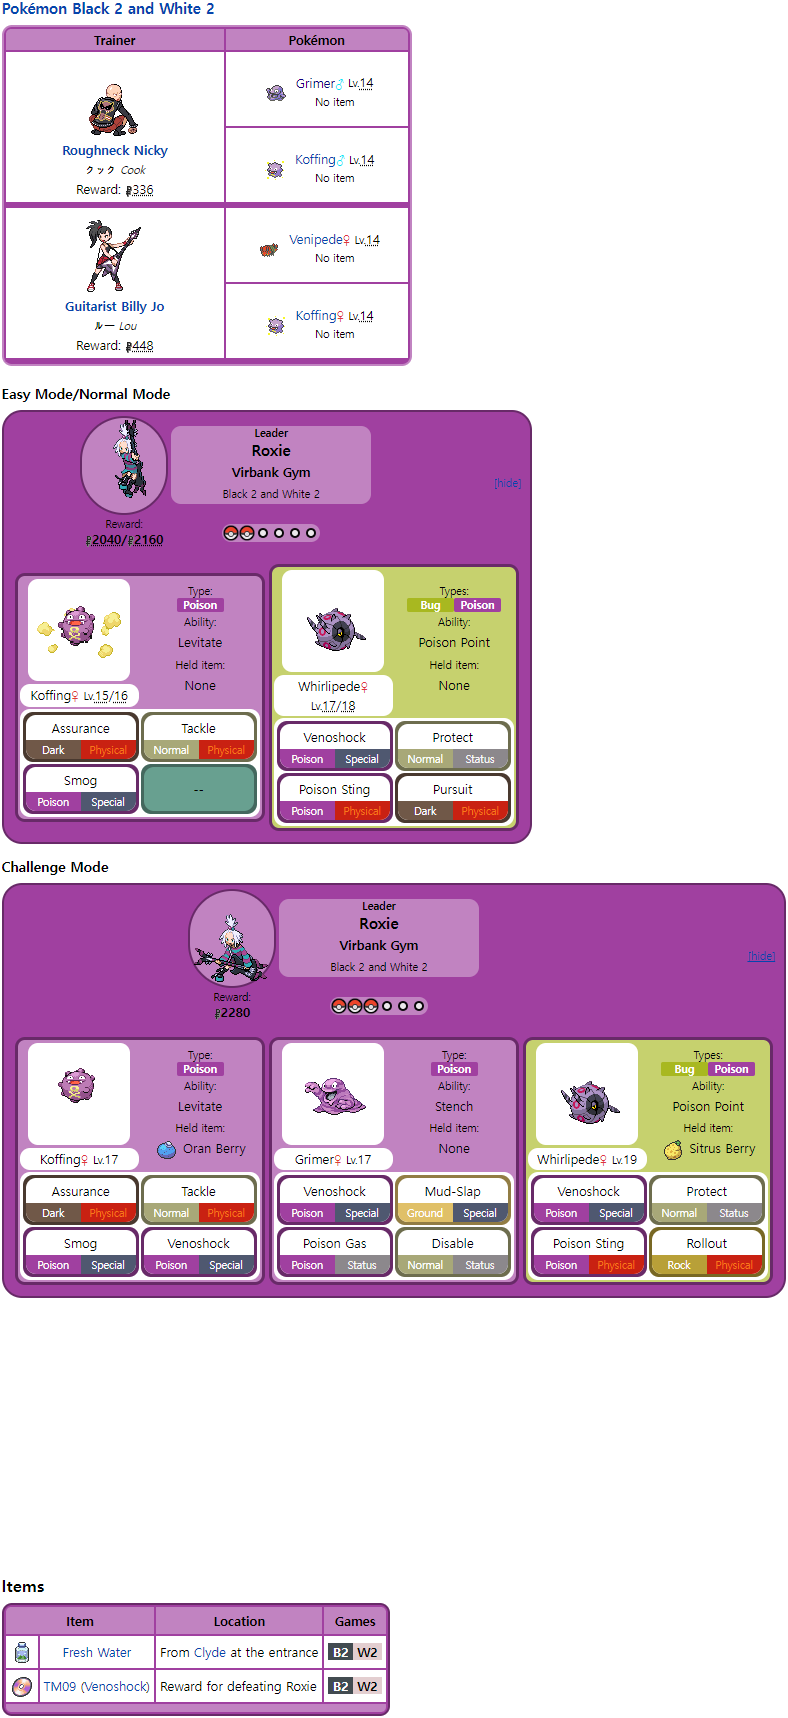 Pokémon Black 2 and White 2
Trainer Pokémon
Grimer♂ Lv.14
No item
Koffing♂ Lv.14
No item
Roughneck Nicky
クック Cook
Reward: 336
Venipede♀ Lv.14
No item
Koffing♀ Lv.14
No item
Guitarist Billy Jo
ルー Lou
Reward: 448
Easy Mode/Normal Mode
Leader
Roxie
Virbank Gym
Black 2 and White 2
[hide]
Reward:
2040/2160
Type:
Poison
Ability:
Levitate
Held item:
None
Koffing♀ Lv.15/16
Assurance
Dark Physical
Tackle
Normal Physical
Smog
Poison Special
--
Types:
Bug Poison
Ability:
Poison Point
Held item:
None
Whirlipede♀
Lv.17/18
Venoshock
Poison Special
Protect
Normal Status
Poison Sting
Poison Physical
Pursuit
Dark Physical
Challenge Mode
Leader
Roxie
Virbank Gym
Black 2 and White 2
[hide]
Reward:
2280
Type:
Poison
Ability:
Levitate
Held item:
Oran Berry
Koffing♀ Lv.17
Assurance
Dark Physical
Tackle
Normal Physical
Smog
Poison Special
Venoshock
Poison Special
Type:
Poison
Ability:
Stench
Held item:
None
Grimer♀ Lv.17
Venoshock
Poison Special
Mud-Slap
Ground Special
Poison Gas
Poison Status
Disable
Normal Status
Types:
Bug Poison
Ability:
Poison Point
Held item:
Sitrus Berry
Whirlipede♀ Lv.19
Venoshock
Poison Special
Protect
Normal Status
Poison Sting
Poison Physical
Rollout
Rock Physical
Items
Item Location Games
Fresh Water From Clyde at the entrance B2 W2
TM09 (Venoshock) Reward for defeating Roxie B2 W2